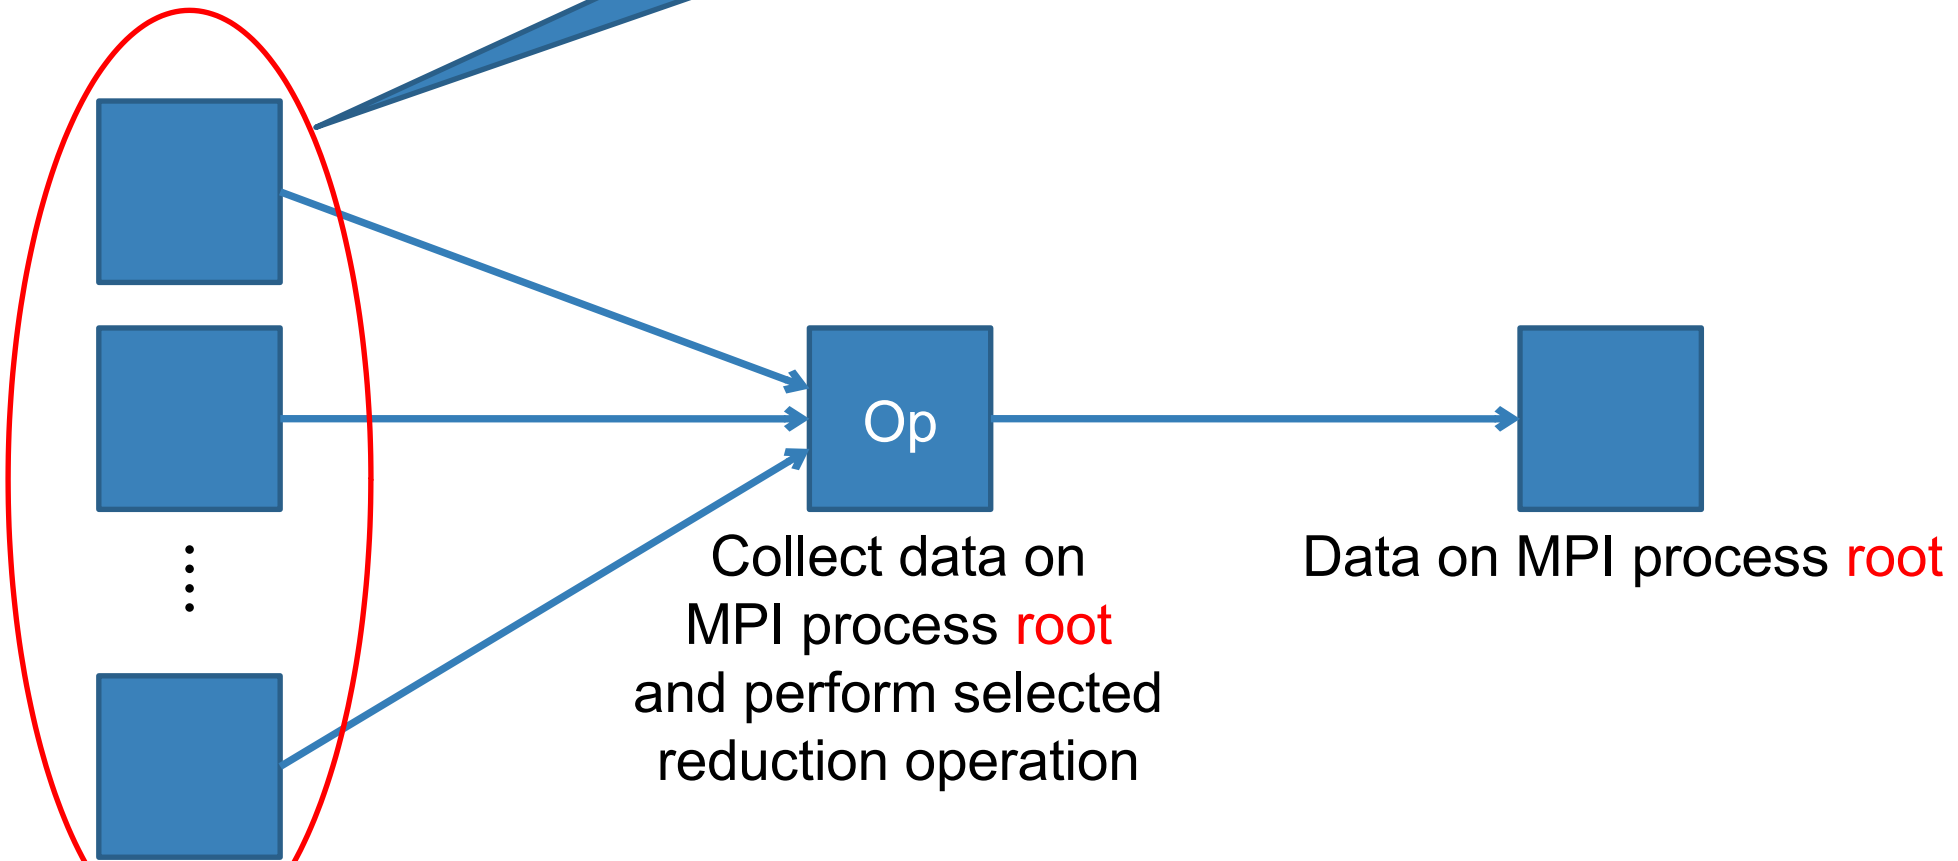 Op
Collect data on
MPI process root
and perform selected
reduction operation
Data on MPI process root